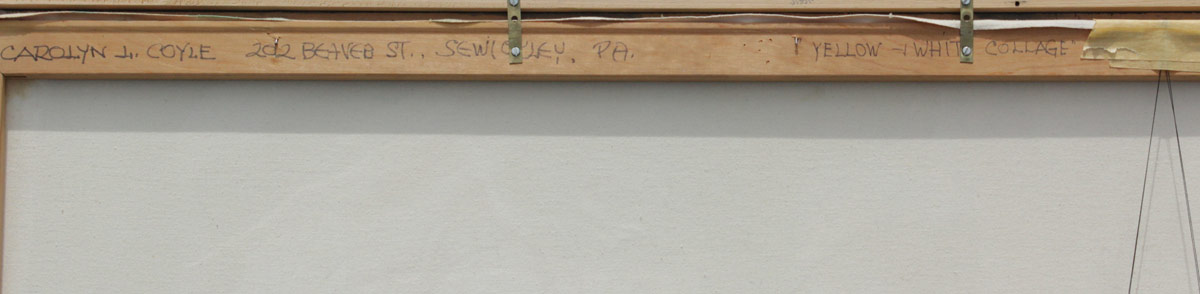 CAROLYN L. COYLE 202 BEAVER ST., SEWICKLEY, PA. "YELLOW + WHITE COLLAGE"